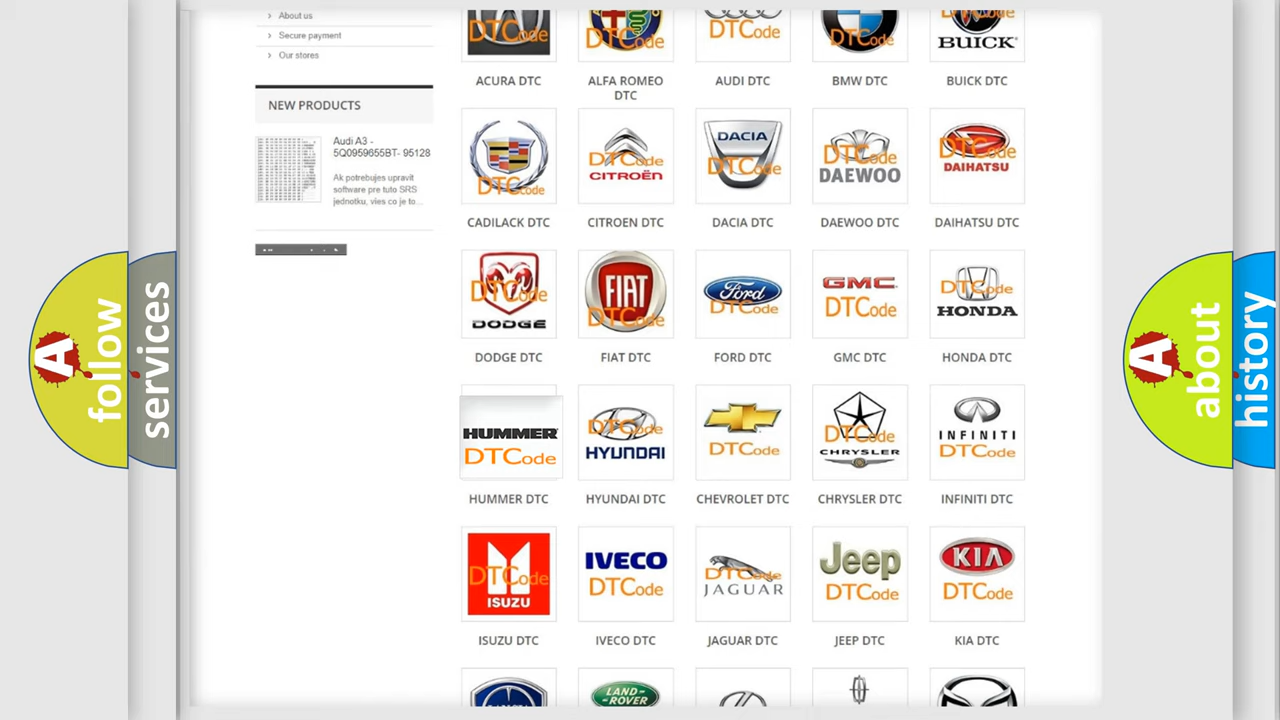 About us
Secure payment
Our stores
NEW PRODUCTS
Audi A3 -
5Q0959655BT- 95128
Ak potrebujes upravit
software pre tuto SRS
jednotku, vies co je to...
DTCode
DTCode
DTCode
DTCode
BUICK
ACURA DTC
ALFA ROMEO
DTC
AUDI DTC
BMW DTC
BUICK DTC
DTCode
DTCode
CITROËN
DACIA
DTCode
DTCode
DAEWOO
DTCode
DAIHATSU
CADILACK DTC
CITROEN DTC
DACIA DTC
DAEWOO DTC
DAIHATSU DTC
DTCode
DODGE
FIAT
DTCode
Ford
DTCode
GMC
DTCode
DTCode
HONDA
DODGE DTC
FIAT DTC
FORD DTC
GMC DTC
HONDA DTC
HUMMER
DTCode
DTCode
HYUNDAI
DTCode
DTCode
CHRYSLER
INFINITI
DTCode
HUMMER DTC
HYUNDAI DTC
CHEVROLET DTC
CHRYSLER DTC
INFINITI DTC
DTCode
ISUZU
IVECO
DTCode
DTCode
JAGUAR
Jeep
DTCode
KIA
DTCode
ISUZU DTC
IVECO DTC
JAGUAR DTC
JEEP DTC
KIA DTC
LAND-
ROVER
A
follow
services
A
about
history